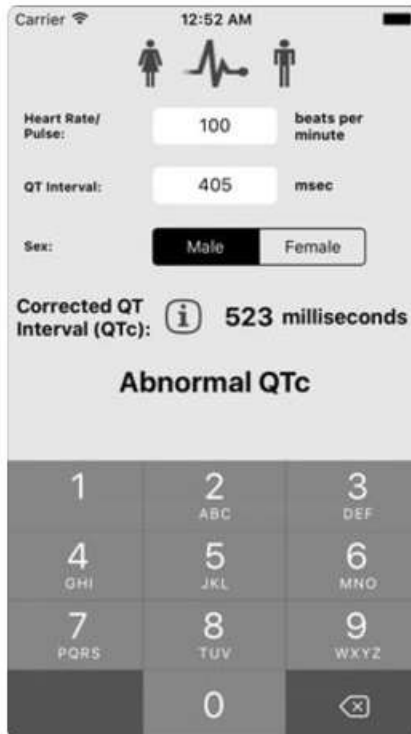 Carrier 12:52 AM
Heart Rate/ 100 beats per
Pulse: minute
QT Interval: 405 msec
Sex: Male Female
Corrected QT
Interval (QTc): i 523 milliseconds
Abnormal QTc
1 2 3
ABC DEF
4 5 6
GHI JKL MNO
7 8 9
PQRS TUV WXYZ
0